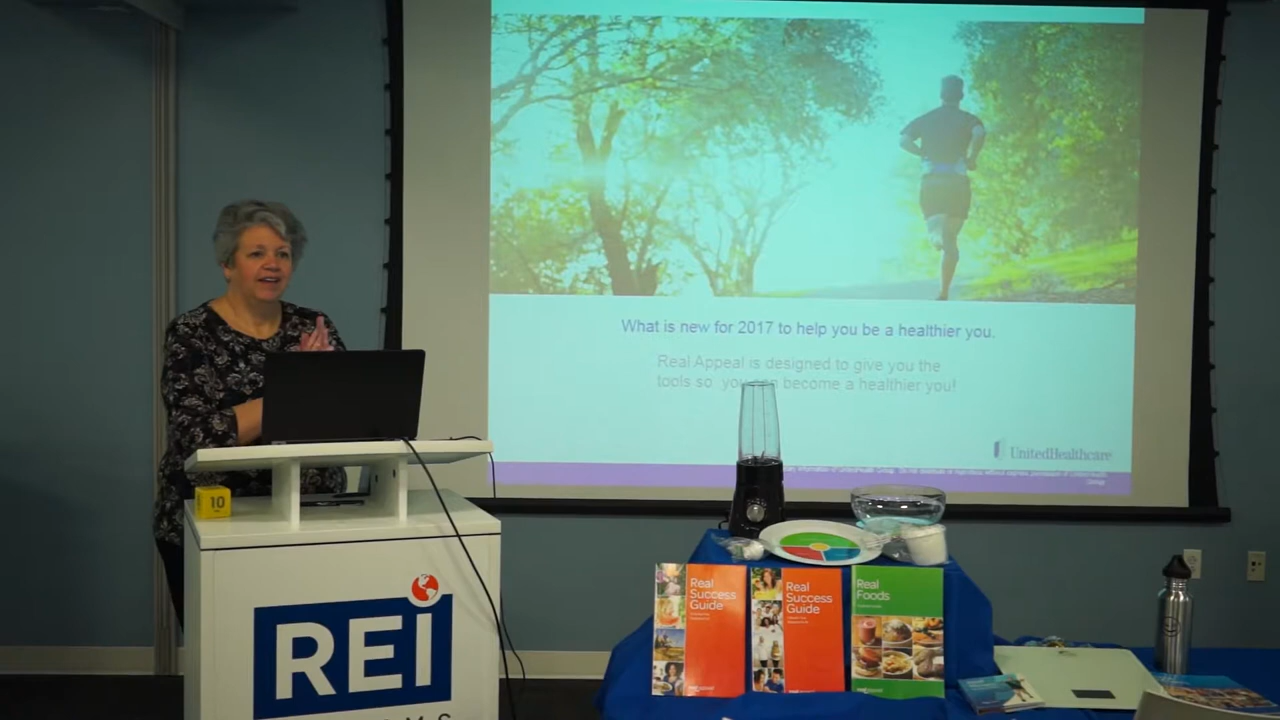 What is new for 2017 to help you be a healthier you.
Real Appeal is designed to give you the
tools so you can become a healthier you!
UnitedHealthcare
10
REI
Real
Success
Guide
Real
Success
Guide
Real
Foods